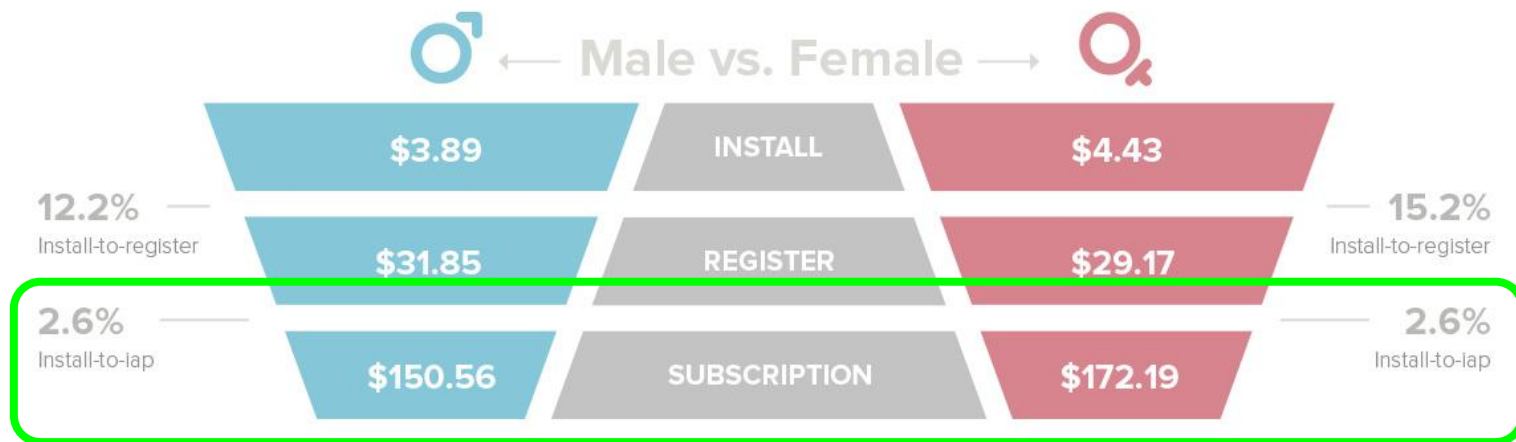 Male vs. Female
$3.89 INSTALL $4.43
12.2% 15.2%
Install-to-register Install-to-register
$31.85 REGISTER $29.17
2.6% 2.6%
Install-to-iap Install-to-iap
$150.56 SUBSCRIPTION $172.19